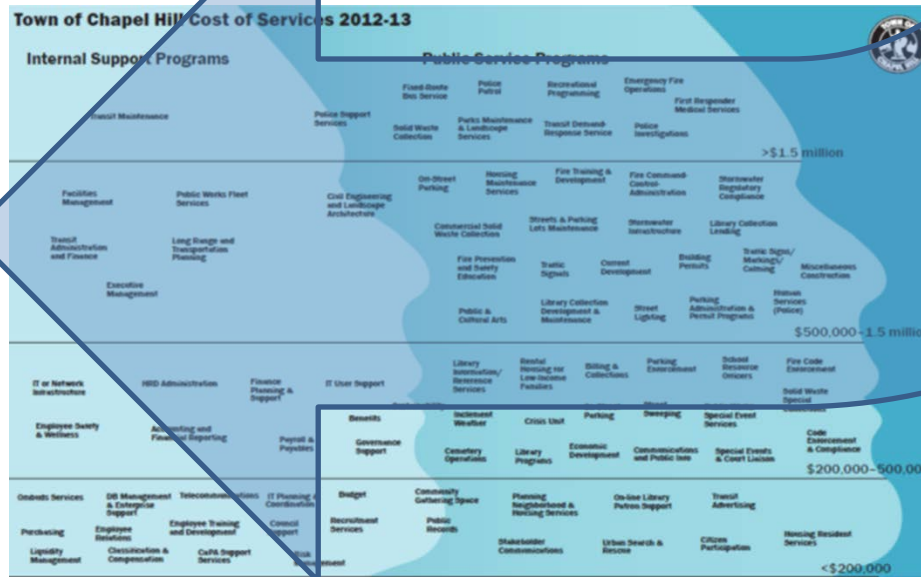 Town of Chapel Hill Cost of Services 2012-13
Internal Support Programs
Public Service Programs
Fixed-Route
Bus Service
Police
Patrol
Recreational
Programming
Emergency Fire
Operations
First Responder
Medical Services
Transit Maintenance
Police Support
Services
Solid Waste
Collection
Parks Maintenance
& Landscape
Services
Transit Demand-
Response Service
Police
Investigations
>$1.5 million
Facilities
Management
Public Works Fleet
Services
Civil Engineering
and Landscape
Architecture
On-Street
Parking
Housing
Maintenance
Services
Fire Training &
Development
Fire Command-
Control-
Administration
Stormwater
Regulatory
Compliance
Transit
Administration
and Finance
Long Range and
Transportation
Planning
Commercial Solid
Waste Collection
Streets & Parking
Lots Maintenance
Stormwater
Infrastructure
Library Collection
Lending
Executive
Management
Fire Prevention
and Safety
Education
Traffic
Signals
Current
Development
Building
Permits
Traffic Signs/
Markings/
Calming
Miscellaneous
Construction
Public &
Cultural Arts
Library Collection
Development &
Maintenance
Street
Lighting
Parking
Administration &
Permit Programs
Human
Services
(Police)
$500,000–1.5 millio
IT or Network
Infrastructure
HRD Administration
Finance
Planning &
Support
IT User Support
Library
Information/
Reference
Services
Rental
Housing for
Low-Income
Families
Billing &
Collections
Parking
Enforcement
School
Resource
Officers
Fire Code
Enforcement
Solid Waste
Special
Employee Safety
& Wellness
Accounting and
Financial Reporting
Payroll &
Payables
Benefits
Governance
Support
Inclement
Weather
Crisis Unit
Parking
Sweeping
Special Event
Services
Code
Enforcement
& Compliance
Cemetery
Operations
Library
Programs
Economic
Development
Communications
and Public Info
Special Events
& Court Liaison
$200,000–500,00
Ombuds Services
DB Management
& Enterprise
Support
Telecommunications
IT Planning &
Coordination
Budget
Community
Gathering Space
Planning
Neighborhood &
Housing Services
On-line Library
Patron Support
Transit
Advertising
Purchasing
Employee
Relations
Employee Training
and Development
Council
Support
Recruitment
Services
Public
Records
Stakeholder
Communications
Urban Search &
Rescue
Citizen
Participation
Housing Resident
Services
Liquidity
Management
Classification &
Compensation
CaPA Support
Services
Risk
Management
<$200,000